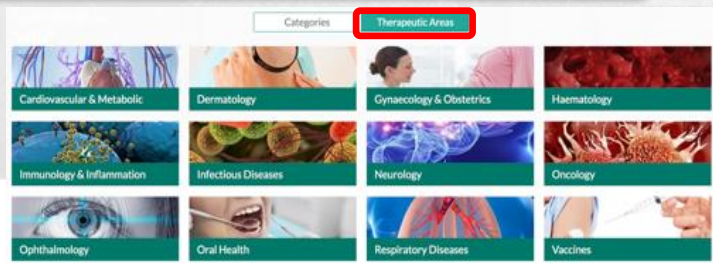 Categories
Therapeutic Areas
Cardiovascular & Metabolic
Dermatology
Gynaecology & Obstetrics
Haematology
Immunology & Inflammation
Infectious Diseases
Neurology
Oncology
Ophthalmology
Oral Health
Respiratory Diseases
Vaccines